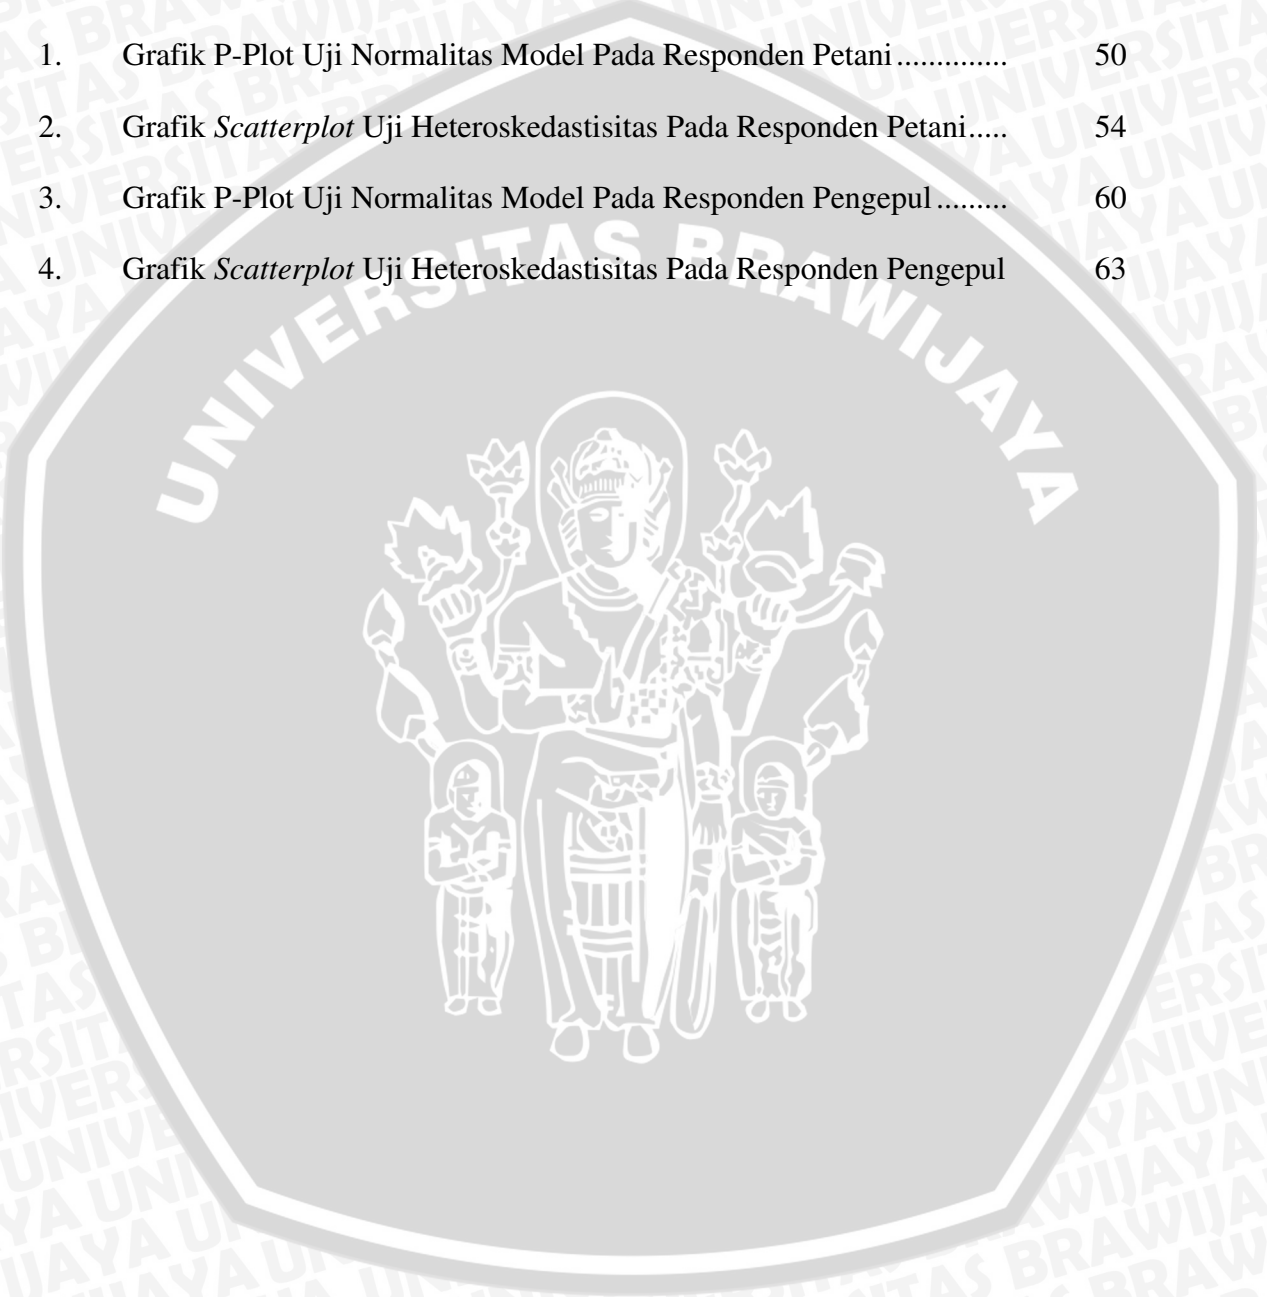 1. Grafik P-Plot Uji Normalitas Model Pada Responden Petani.............. 50
2. Grafik Scatterplot Uji Heteroskedastisitas Pada Responden Petani..... 54
3. Grafik P-Plot Uji Normalitas Model Pada Responden Pengepul......... 60
4. Grafik Scatterplot Uji Heteroskedastisitas Pada Responden Pengepul 63
UNIVERSITAS BRAWIJAYA